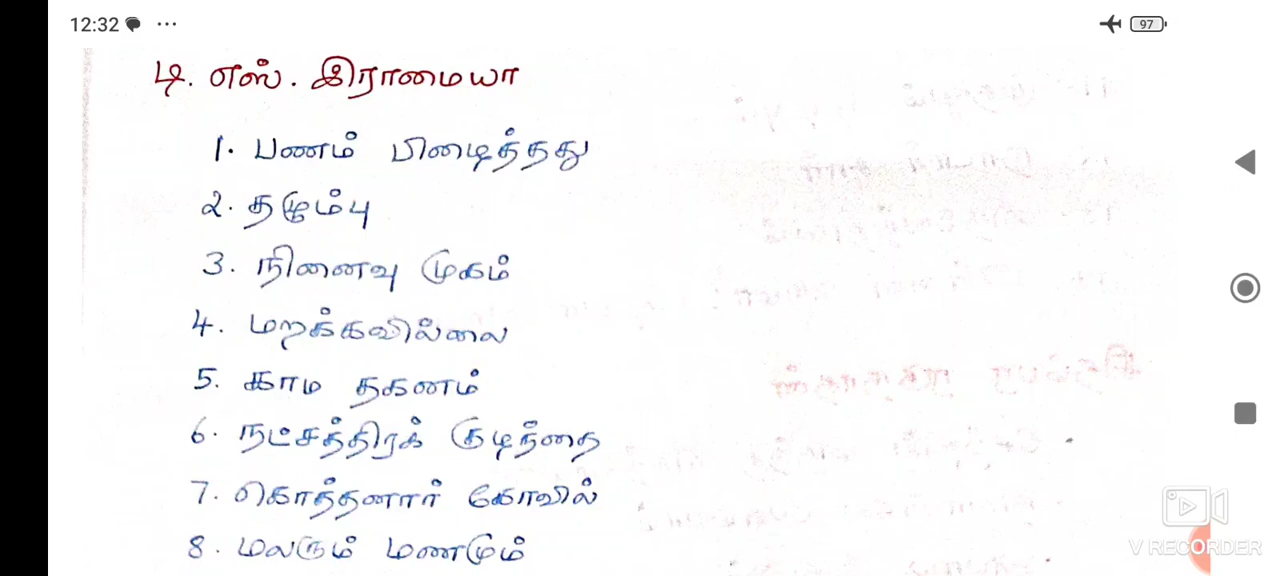 12:32 ... 97
டி. எஸ். இராமையா
1. பணம் பிழைத்தது
2. தழும்பு
3. நினைவு முகம்
4. மறக்கவில்லை
5. காம தகனம்
6. நட்சத்திரக் குழந்தை
7. கொத்தனார் கோவில்
8. மலரும் மணமும்
V RECORDER